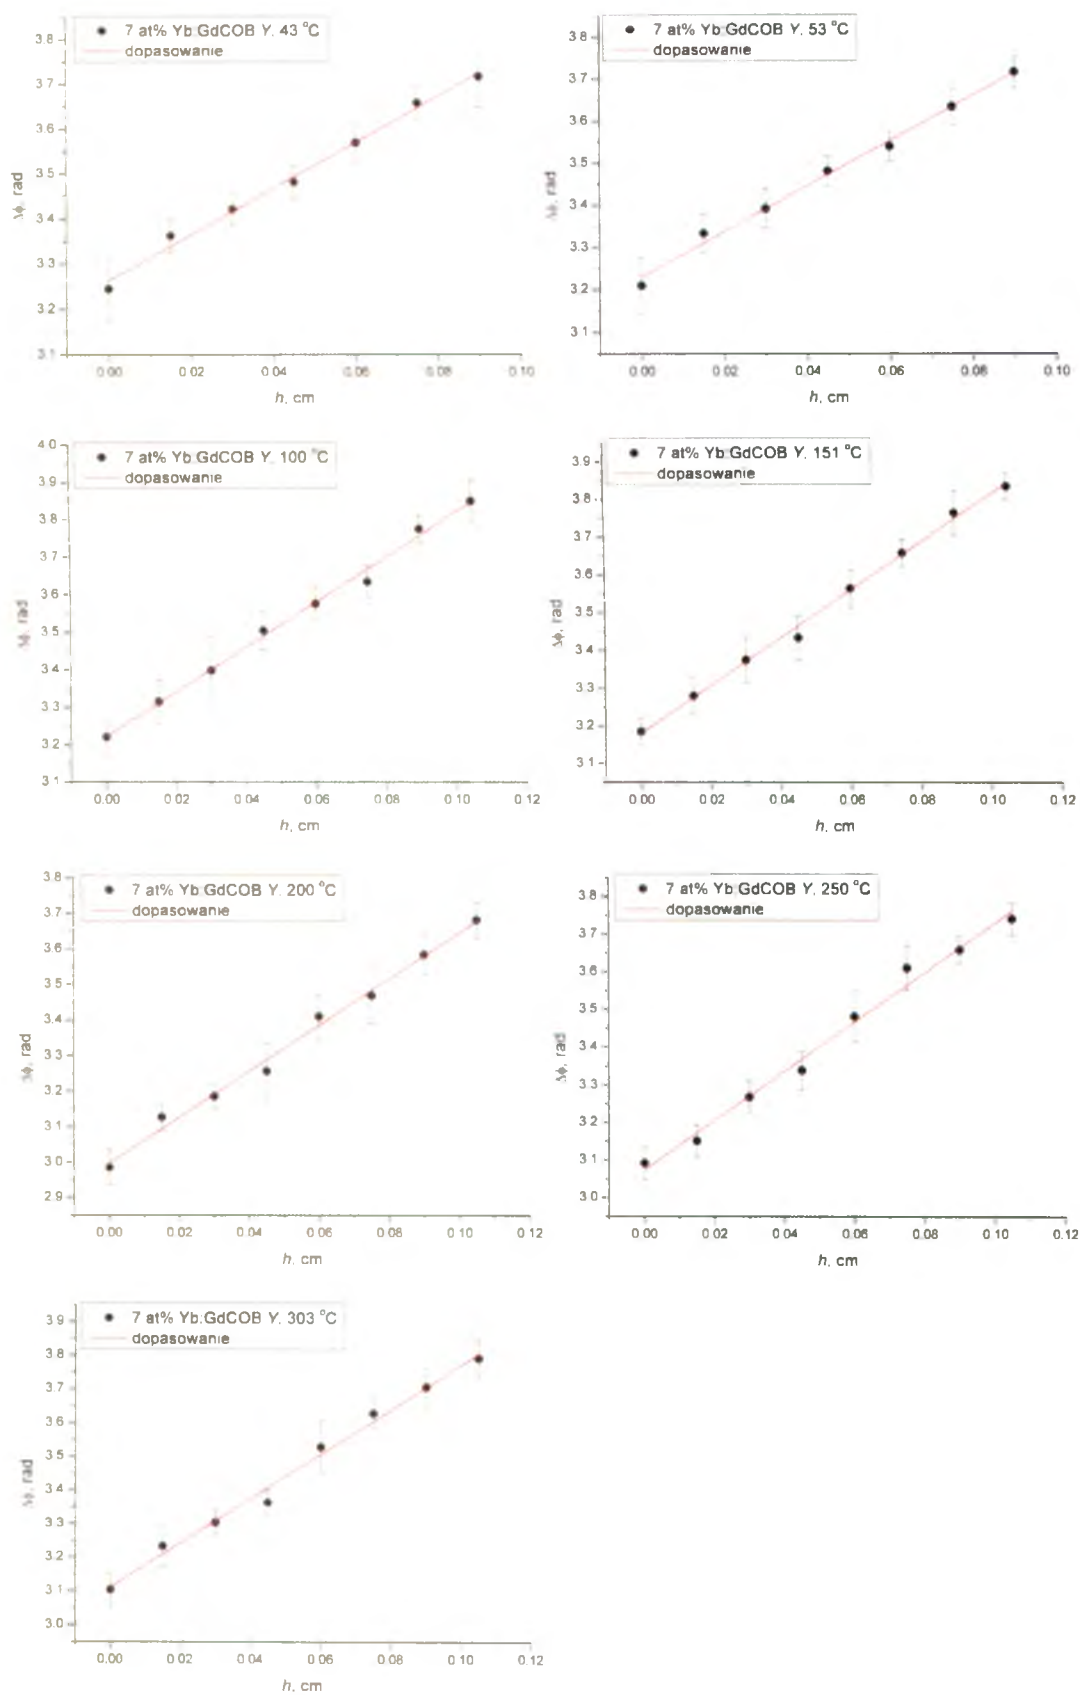 7 at% Yb:GdCOB Y, 43 °C
dopasowanie
3.8
3.7
3.6
3.5
3.4
3.3
3.2
3.1
Δϕ, rad
0.00 0.02 0.04 0.06 0.08 0.10
h, cm
7 at% Yb:GdCOB Y, 53 °C
dopasowanie
3.8
3.7
3.6
3.5
3.4
3.3
3.2
3.1
Δϕ, rad
0.00 0.02 0.04 0.06 0.08 0.10
h, cm
7 at% Yb:GdCOB Y, 100 °C
dopasowanie
4.0
3.9
3.8
3.7
3.6
3.5
3.4
3.3
3.2
3.1
Δϕ, rad
0.00 0.02 0.04 0.06 0.08 0.10 0.12
h, cm
7 at% Yb:GdCOB Y, 151 °C
dopasowanie
3.9
3.8
3.7
3.6
3.5
3.4
3.3
3.2
3.1
Δϕ, rad
0.00 0.02 0.04 0.06 0.08 0.10 0.12
h, cm
7 at% Yb:GdCOB Y, 200 °C
dopasowanie
3.8
3.7
3.6
3.5
3.4
3.3
3.2
3.1
3.0
2.9
Δϕ, rad
0.00 0.02 0.04 0.06 0.08 0.10 0.12
h, cm
7 at% Yb:GdCOB Y, 250 °C
dopasowanie
3.8
3.7
3.6
3.5
3.4
3.3
3.2
3.1
3.0
Δϕ, rad
0.00 0.02 0.04 0.06 0.08 0.10 0.12
h, cm
7 at% Yb:GdCOB Y, 303 °C
dopasowanie
3.9
3.8
3.7
3.6
3.5
3.4
3.3
3.2
3.1
3.0
Δϕ, rad
0.00 0.02 0.04 0.06 0.08 0.10 0.12
h, cm